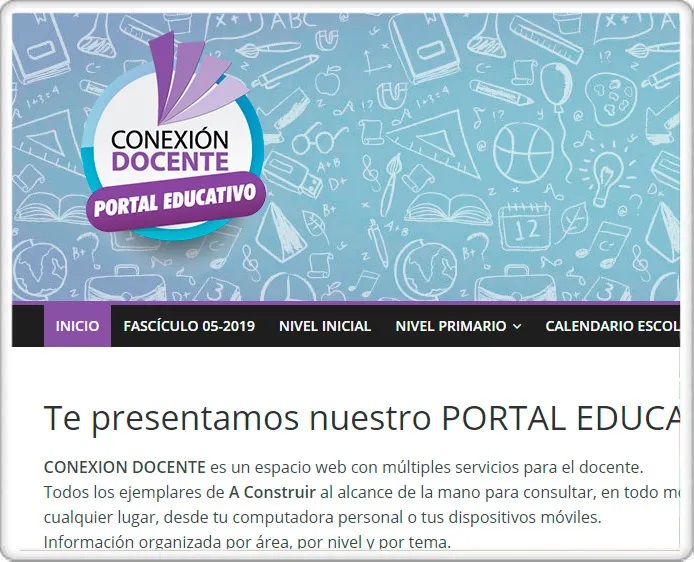 CONEXIÓN
DOCENTE
PORTAL EDUCATIVO
12
INICIO FASCÍCULO 05-2019 NIVEL INICIAL NIVEL PRIMARIO CALENDARIO ESCOL
Te presentamos nuestro PORTAL EDUCA
CONEXION DOCENTE es un espacio web con múltiples servicios para el docente.
Todos los ejemplares de A Construir al alcance de la mano para consultar, en todo mo
cualquier lugar, desde tu computadora personal o tus dispositivos móviles.
Información organizada por área, por nivel y por tema.